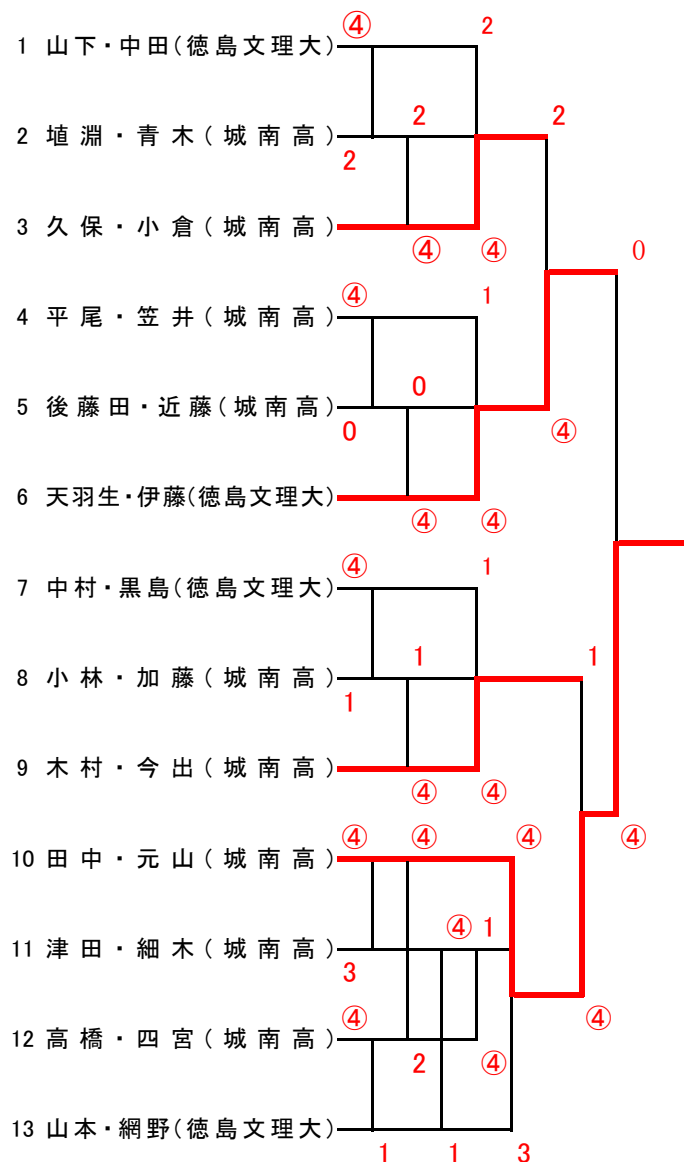 ④ 2
1 山下・中田(徳島文理大)
2 2
2 埴淵・青木(城南高)
2
3 久保・小倉(城南高)
④ ④ 0
④ 1
4 平尾・笠井(城南高)
0
5 後藤田・近藤(城南高)
0 ④
6 天羽生・伊藤(徳島文理大)
④ ④
④ 1
7 中村・黒島(徳島文理大)
1 1
8 小林・加藤(城南高)
1
9 木村・今出(城南高)
④ ④
④ ④ ④ ④
10 田中・元山(城南高)
④ 1
11 津田・細木(城南高)
3
④ ④
12 高橋・四宮(城南高)
2 ④
13 山本・網野(徳島文理大)
1 1 3